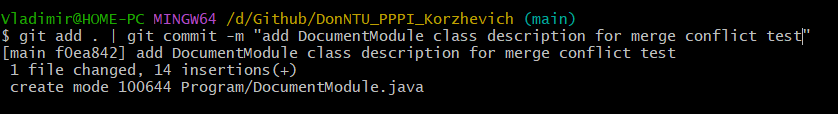 Vladimir@HOME-PC MINGW64 /d/Github/DonNTU_PPPI_Korzhevich (main)
$ git add . | git commit -m "add DocumentModule class description for merge conflict test"
[main f0ea842] add DocumentModule class description for merge conflict test
 1 file changed, 14 insertions(+)
 create mode 100644 Program/DocumentModule.java